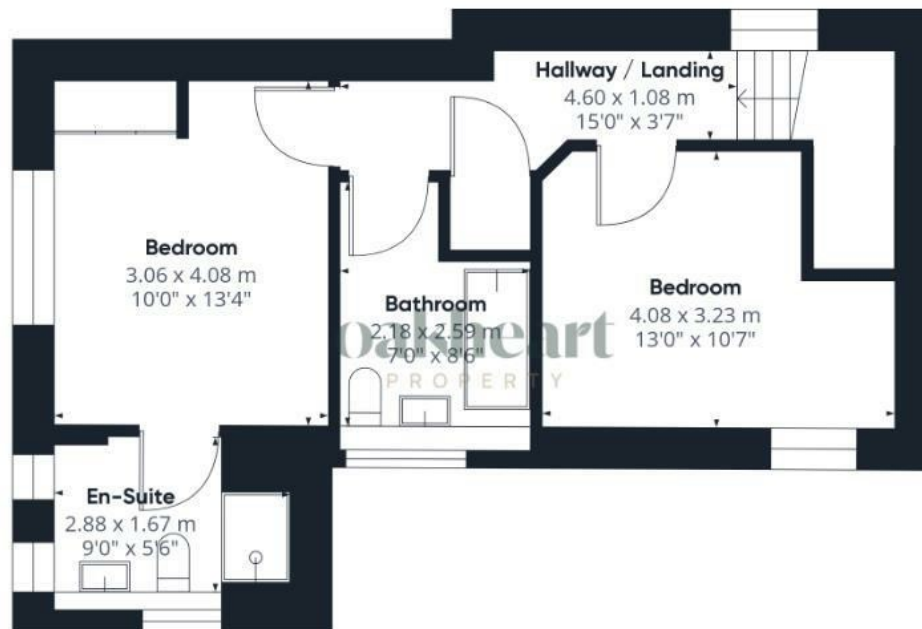 Hallway / Landing
4.60 x 1.08 m
15'0" x 3'7"
Bedroom
3.06 x 4.08 m
10'0" x 13'4"
Bathroom
2.18 x 2.59 m
7'0" x 8'6"
Bedroom
4.08 x 3.23 m
13'0" x 10'7"
oakheart
PROPERTY
En-Suite
2.88 x 1.67 m
9'0" x 5'6"